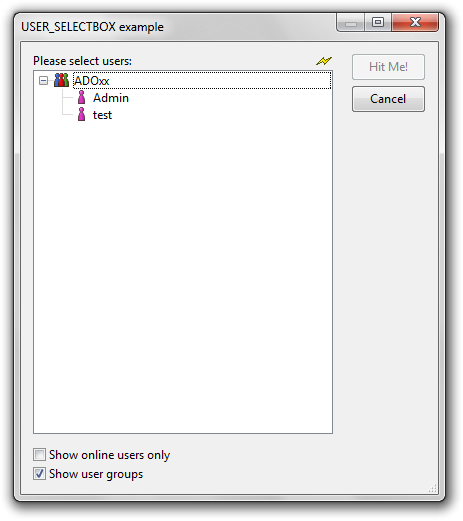 USER_SELECTBOX example
Please select users:
Hit Me!
ADOxx
Cancel
Admin
test
Show online users only
Show user groups